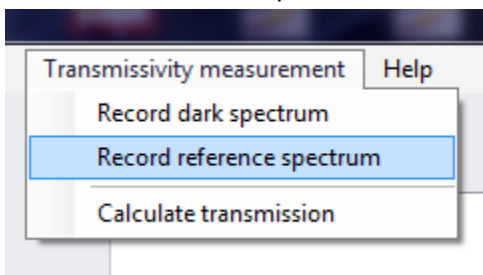 Transmissivity measurement Help
Record dark spectrum
Record reference spectrum
Calculate transmission